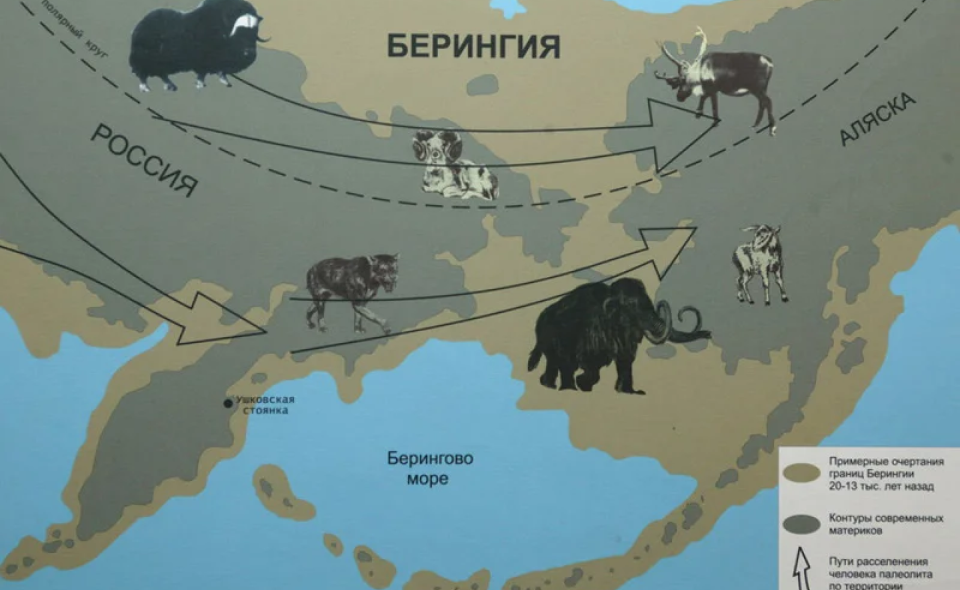 полярный круг
БЕРИНГИЯ
РОССИЯ
АЛЯСКА
Ушковская
стоянка
Берингово
море
Примерные очертания
границ Берингии
20-13 тыс. лет назад
Контуры современных
материков
Пути расселения
человека палеолита
по территории